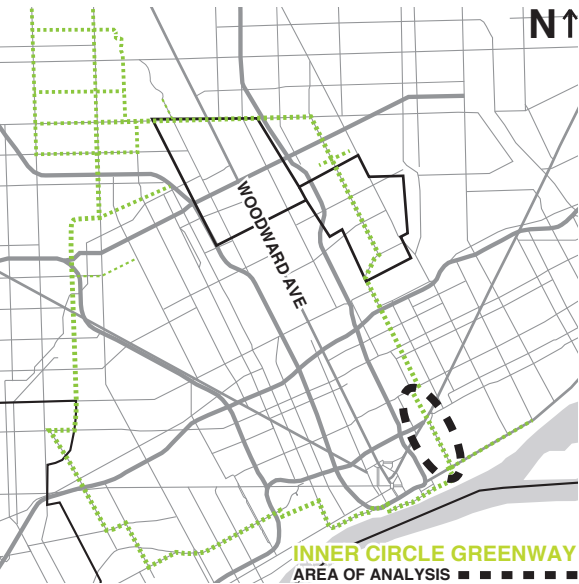 N↑
WOODWARD AVE
INNER CIRCLE GREENWAY
AREA OF ANALYSIS